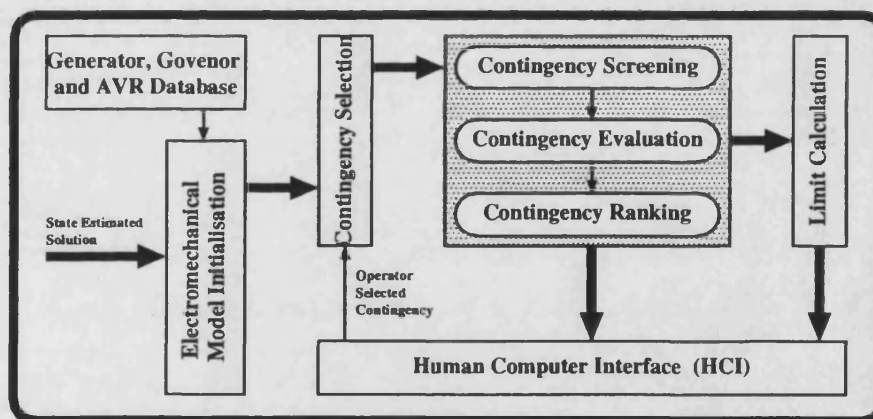 Generator, Govenor
and AVR Database
State Estimated
Solution
Electromechanical
Model Initialisation
Contingency Selection
Operator
Selected
Contingency
Contingency Screening
Contingency Evaluation
Contingency Ranking
Limit Calculation
Human Computer Interface (HCI)